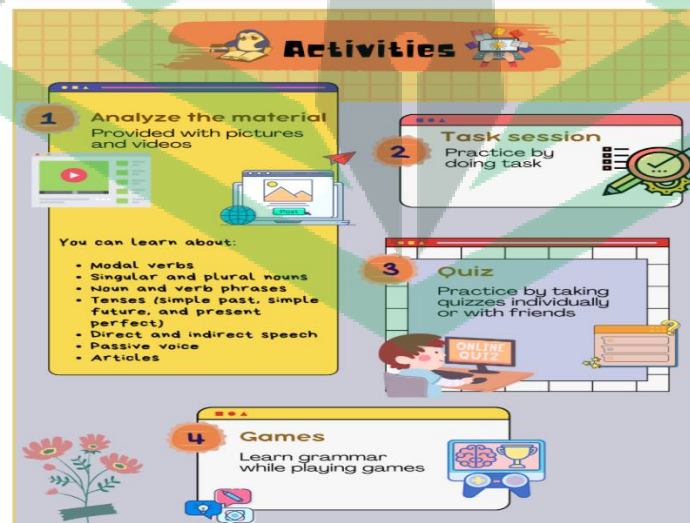 Activities
1
Analyze the material
Provided with pictures
and videos
Post
You can learn about:
• Modal verbs
• Singular and plural nouns
• Noun and verb phrases
• Tenses (simple past, simple
future, and present
perfect)
• Direct and indirect speech
• Passive voice
• Articles
2
Task session
Practice by
doing task
3
Quiz
Practice by taking
quizzes individually
or with friends
ONLINE
QUIZ
?
4
Games
Learn grammar
while playing games